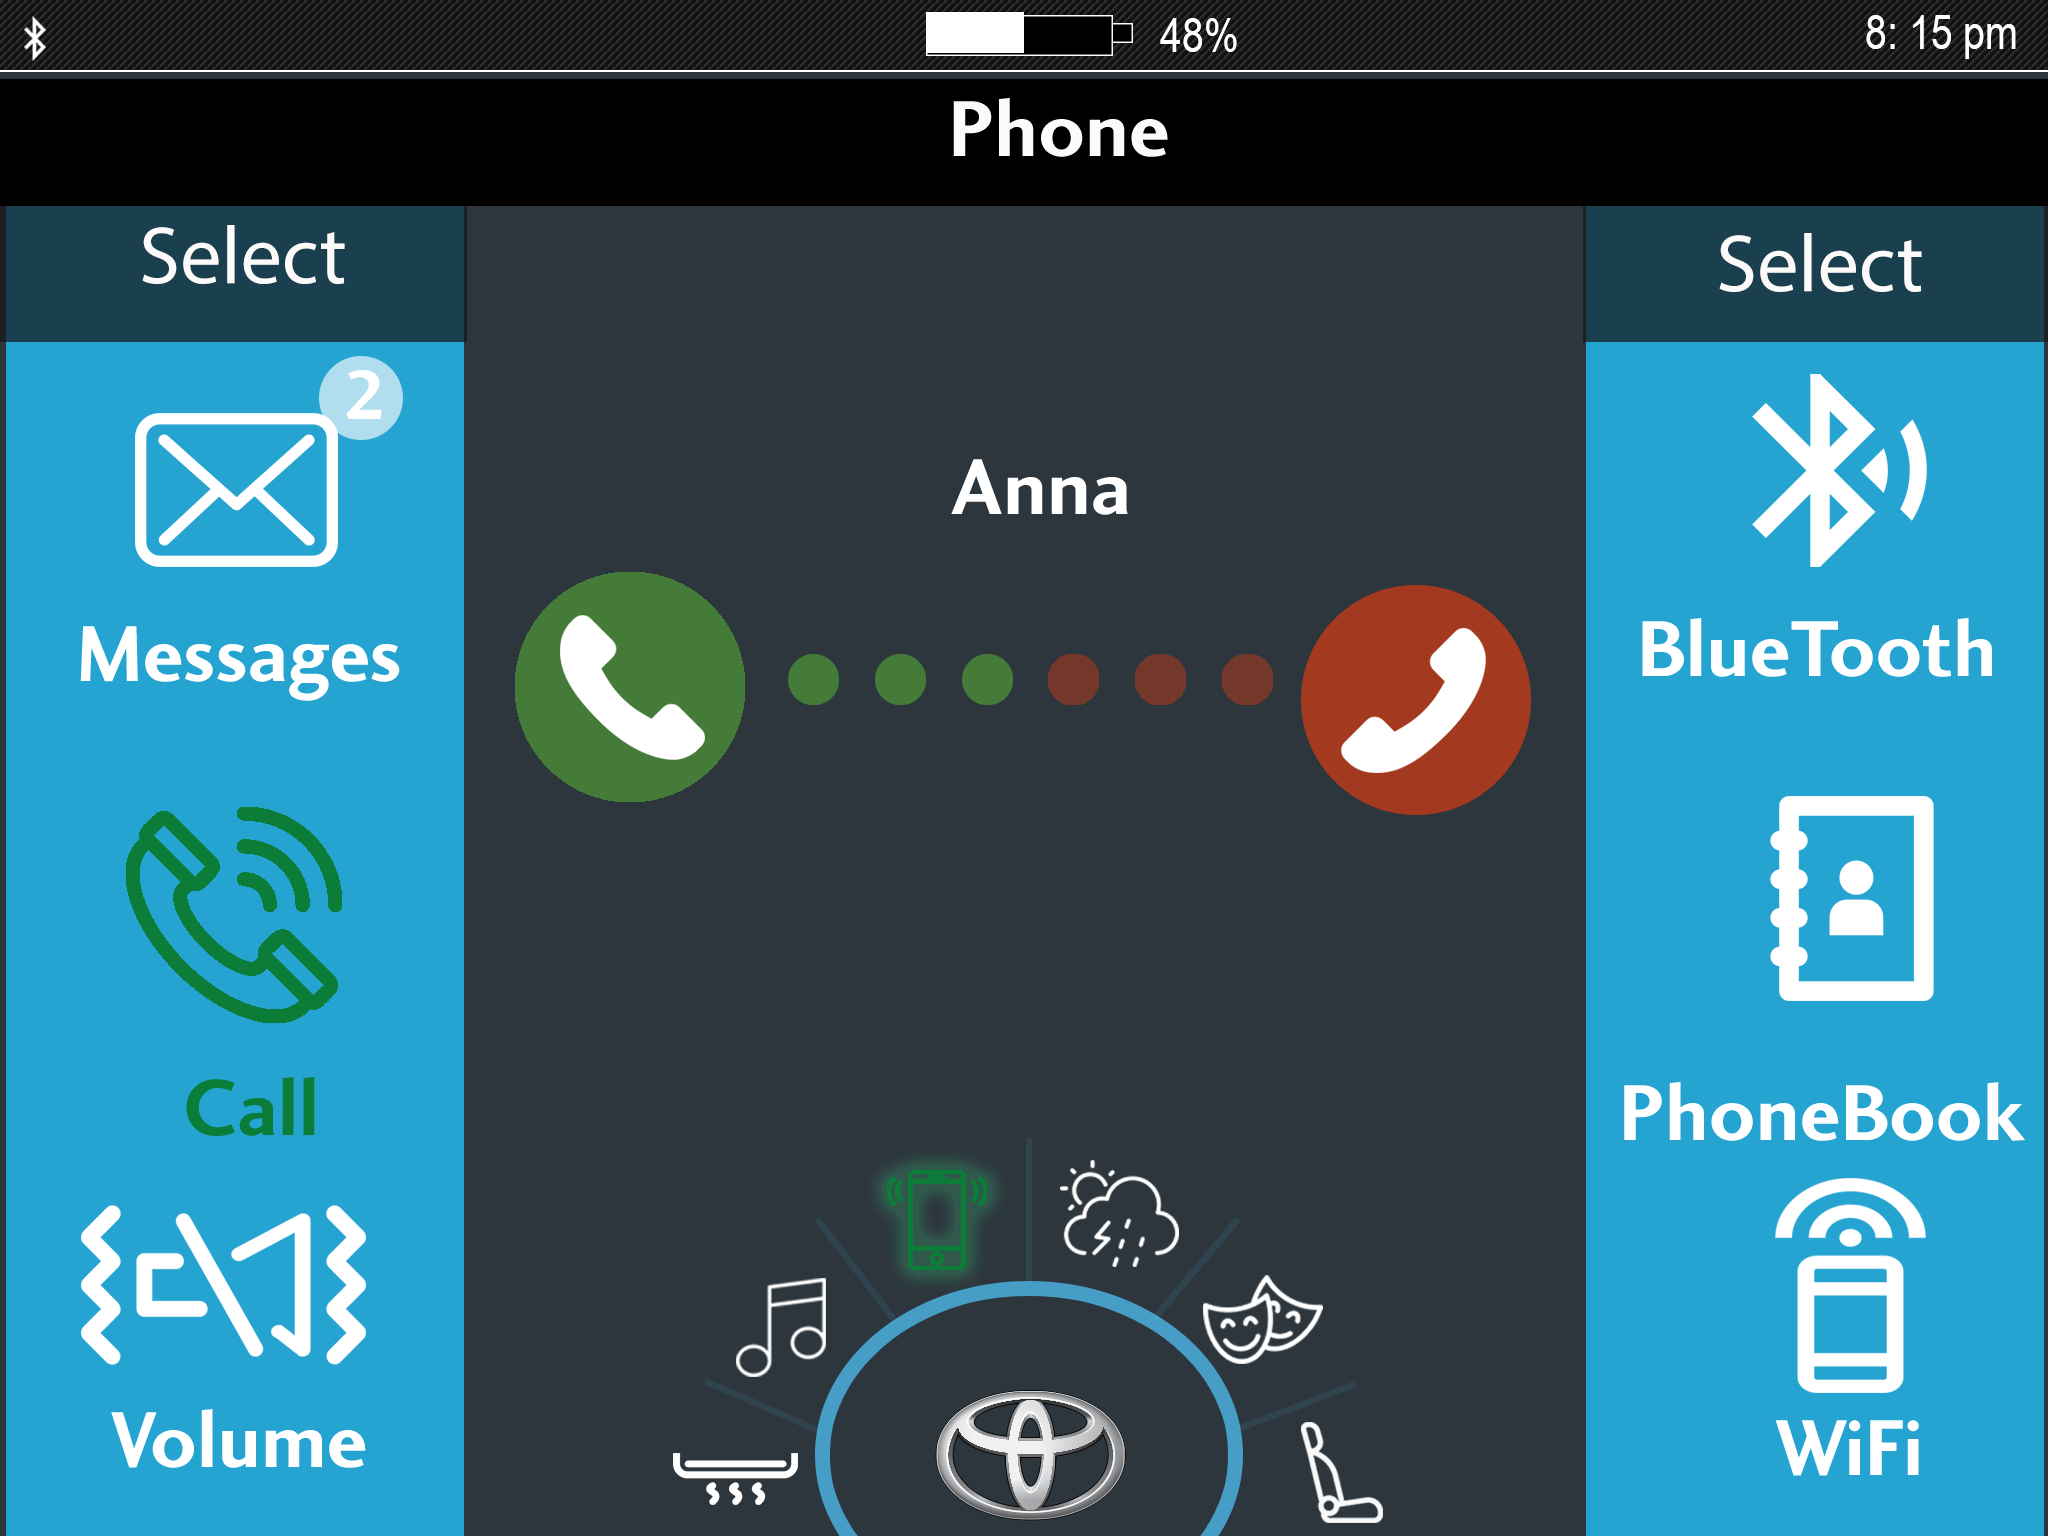 48%
8: 15 pm
Phone
Select
Select
2
Messages
Call
Volume
Anna
BlueTooth
PhoneBook
WiFi